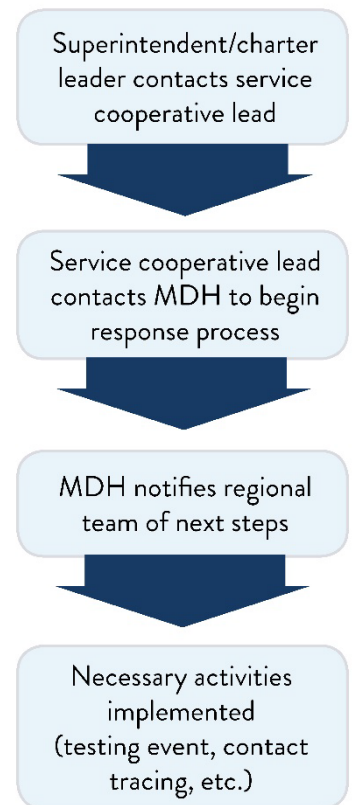 Superintendent/charter
leader contacts service
cooperative lead
Service cooperative lead
contacts MDH to begin
response process
MDH notifies regional
team of next steps
Necessary activities
implemented
(testing event, contact
tracing, etc.)